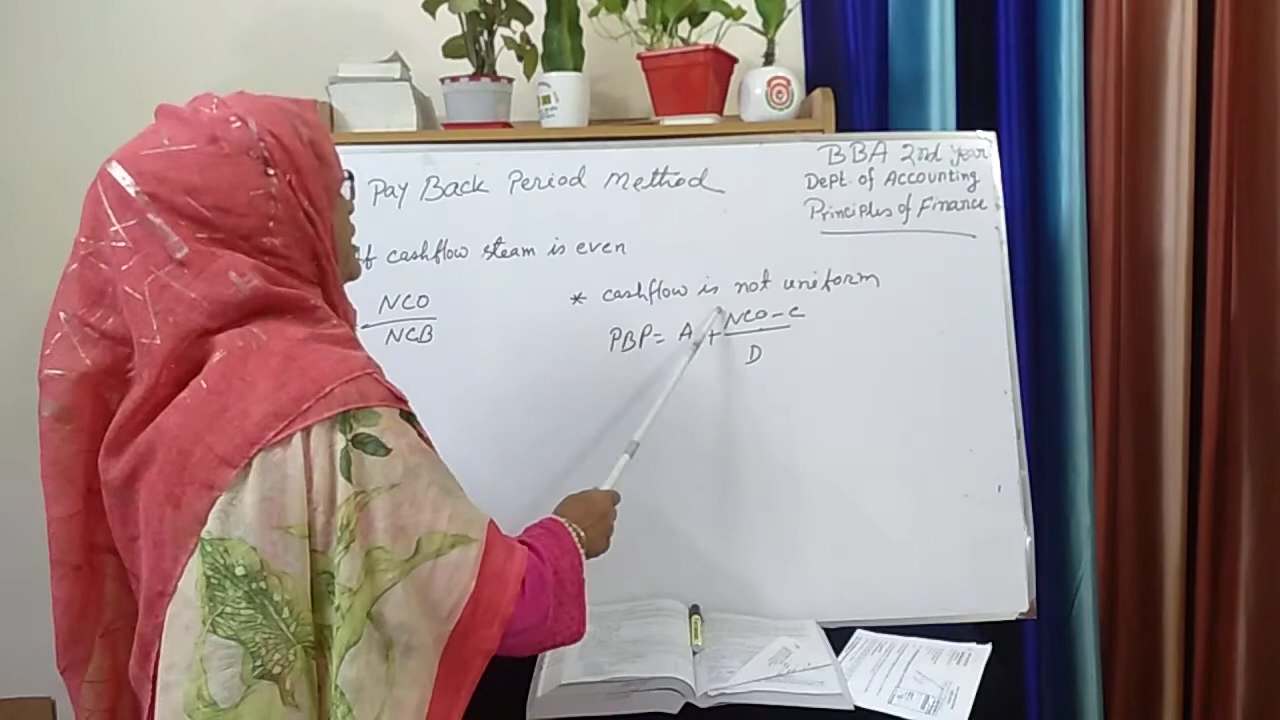 Pay Back Period Method
BBA 2nd year
Dept. of Accounting
Principles of Finance
If cashflow steam is even
NCO
NCB
* cashflow is not uniform
PBP = A + NCO - C
D